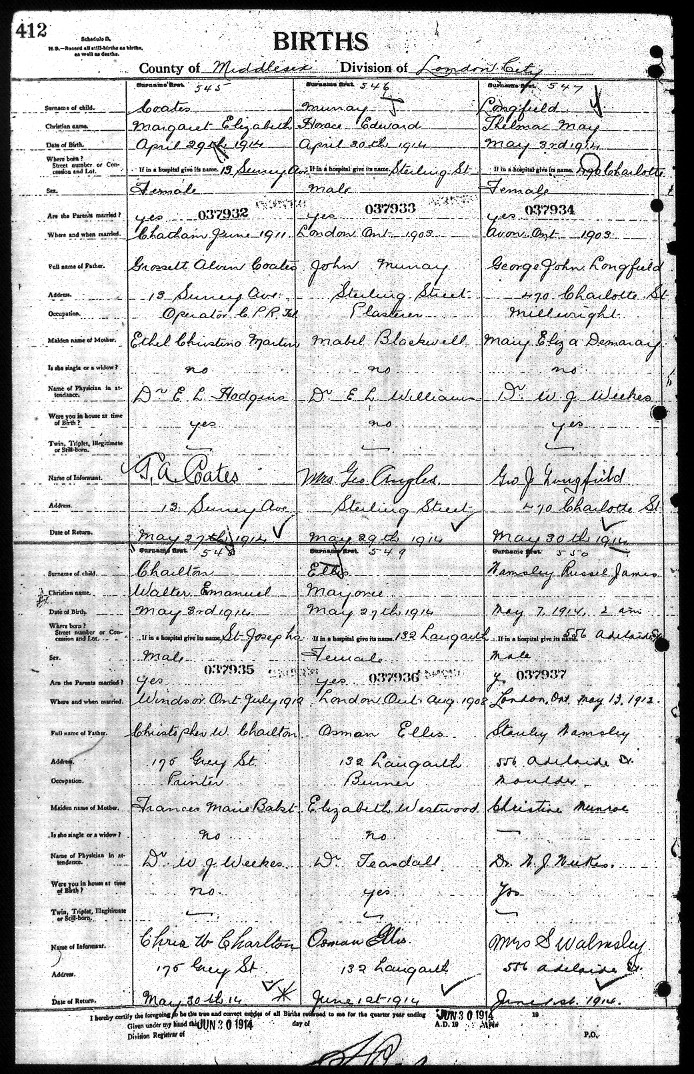 412
Schedule B.
N.B.—Record all still-births as births, as well as deaths.
BIRTHS
County of Middlesex Division of London City
545 546 547
Surname of child. Coates Murray Longfield
Christian name. Margaret Elizabeth Horace Edward Thelma May
Date of Birth. April 29th 1914 April 30th 1914 May 3rd 1914
Where born? Street number or Concession and Lot. If in a hospital give its name. 13 Surrey Ave If in a hospital give its name. Sterling St If in a hospital give its name. 470 Charlotte
Sex. Female Male Female
Are the Parents married? yes 037932 yes 037933 yes 037934
Where and when married. Chatham June 1911 London Ont 1903 Avon Ont 1903
Full name of Father. Grossett Alvin Coates John Murray George John Longfield
Address. 13 Surrey Ave Sterling Street 470 Charlotte St
Occupation. Operator C.P.R. Tel Plasterer Millwright
Maiden name of Mother. Ethel Christina Martin Mabel Blackwell Mary Eliza Demaray
Is she single or a widow? no no no
Name of Physician in attendance. Dr E L Hodgins Dr E L Williams Dr W J Weekes
Were you in house at time of Birth? yes no yes
Twin, Triplet, Illegitimate or Still-born. — — —
Name of Informant. G. A. Coates Mrs Geo Angles Geo J Longfield
Address. 13 Surrey Ave Sterling Street 470 Charlotte St
Date of Return. May 27th 1914 May 29th 1914 May 30th 1914
548 549 550
Surname of child. Charlton Ellis Wamsley Russel James
Christian name. Walter Emanuel Mayonie
Date of Birth. May 3rd 1914 May 27th 1914 May 7, 1914, 2 am
Where born? Street number or Concession and Lot. If in a hospital give its name. St Josephs If in a hospital give its name. 132 Langarth If in a hospital give its name. 556 Adelaide
Sex. Male Female Male
Are the Parents married? yes 037935 yes 037936 y 037937
Where and when married. Windsor Ont July London Ont Aug. 1908 London, Ont. May 13, 1912.
Full name of Father. Christopher W. Charlton Osman Ellis Stanley Wamsley
Address. 175 Grey St. 132 Langarth 556 Adelaide St.
Occupation. Painter Burner Moulder
Maiden name of Mother. Frances Marie Babst Elizabeth Westwood Christine Munroe
Is she single or a widow? no no —
Name of Physician in attendance. Dr W J Weekes Dr Teasdall Dr. W. J. Weekes.
Were you in house at time of Birth? no yes Yes
Twin, Triplet, Illegitimate or Still-born. — — —
Name of Informant. Chris W Charlton Osman Ellis Mrs S Walmsley
Address. 175 Grey St. 132 Langarth 556 Adelaide St.
Date of Return. May 30th 14 June 1st 1914 June 1st. 1914.
I hereby certify the foregoing to be the true and correct entries of all Births returned to me for the quarter year ending JUN 30 1914 19
Given under my hand this JUN 30 1914 day of A.D. 19
Division Registrar of P.O.